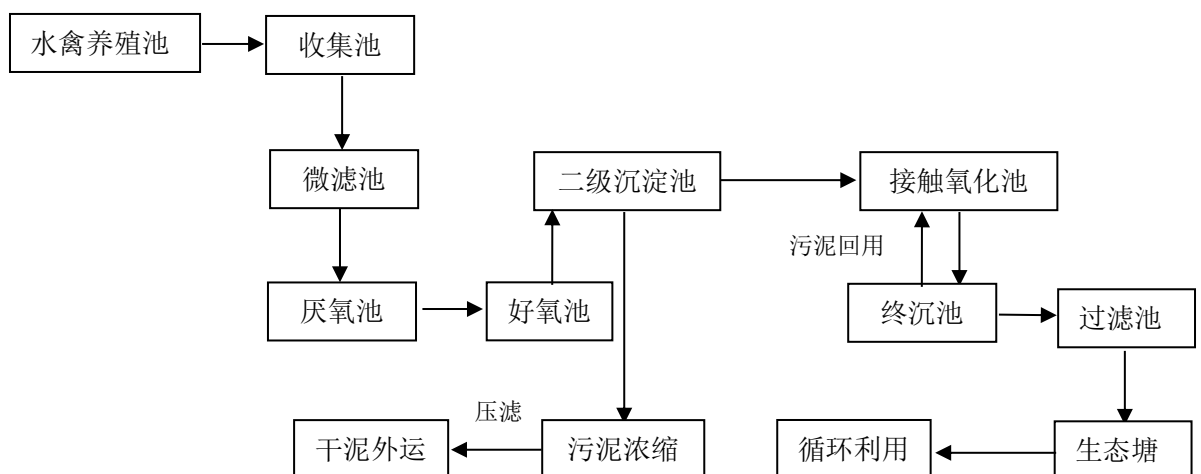 水禽养殖池
收集池
微滤池
二级沉淀池
接触氧化池
污泥回用
厌氧池
好氧池
终沉池
过滤池
压滤
干泥外运
污泥浓缩
循环利用
生态塘